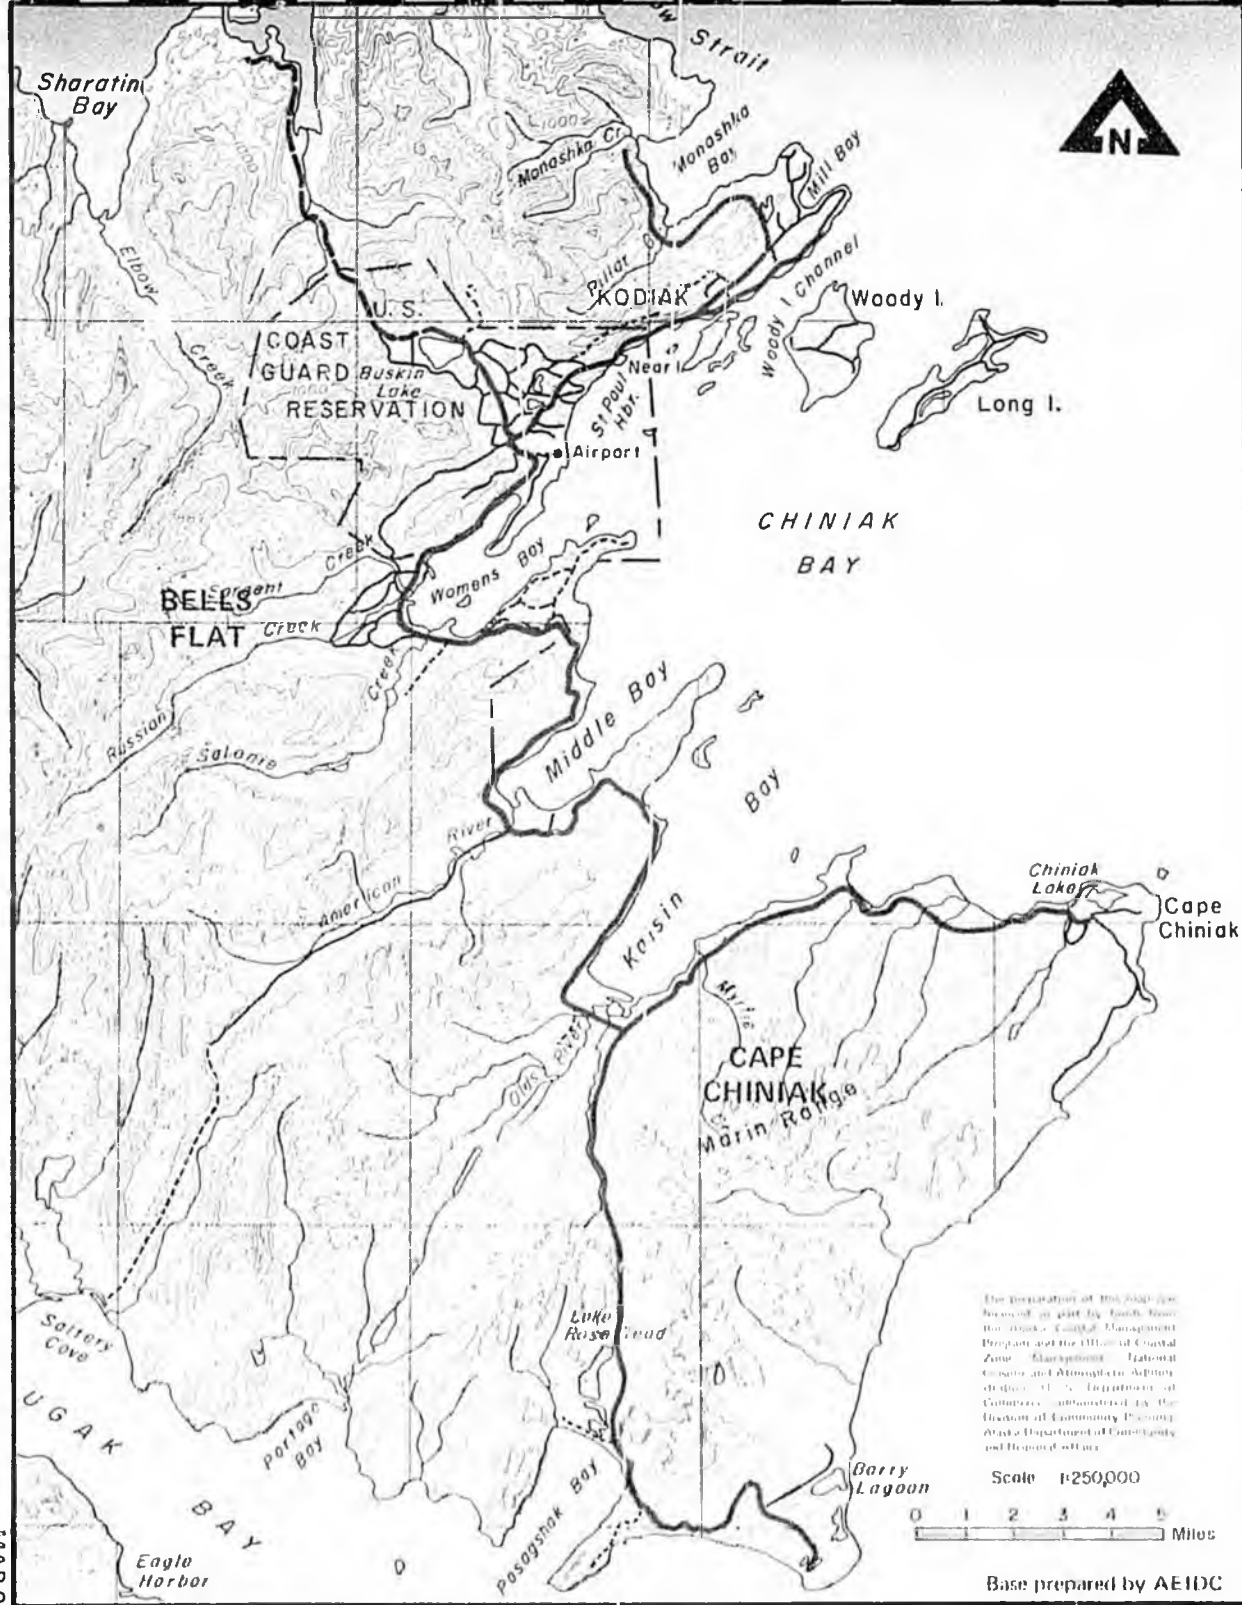 Strait
Sharatin
Bay
N
1000
Monashka Cr.
Monashka
Bay
Mill Bay
Elbow
Creek
Pillar
KODIAK
Woody I Channel
Woody I.
U.S.
COAST
GUARD
RESERVATION
Buskin
Lake
Near I
St Paul
Hbr.
Long I.
Airport
CHINIAK
BAY
Creek
Sargent
Womens Bay
BELLS
FLAT
Creek
Creek
Russian
Salonie
Middle Bay
River
American
Bay
Kalsin
Chiniak
Lake
Cape
Chiniak
Myrtle
Olds River
CAPE
CHINIAK
Marin Range
Saltery
Cove
Lake
Rose Tead
UGAK
BAY
Portage
Bay
Pasagshak Bay
Barry
Lagoon
Eagle
Harbor
Scale 1:250,000
0 1 2 3 4 5
Miles
Base prepared by AEIDC